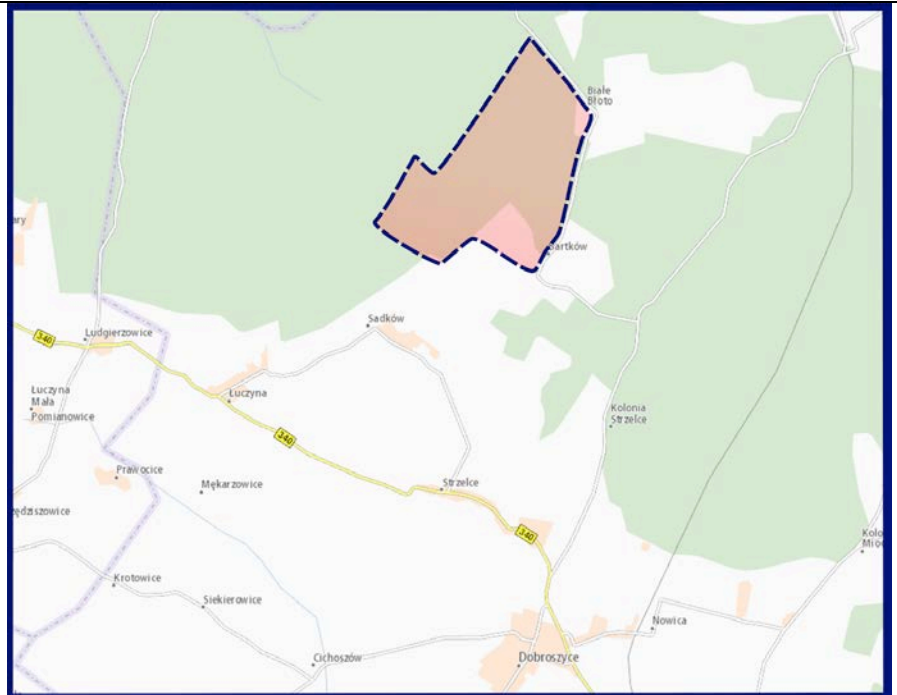 Białe
Błoto
Bartków
Sadków
340
Ludgierzowice
Łuczyna
Mała
Pomianowice
Łuczyna
Kolonia
Strzelce
340
Prawocice
Mękarzowice
Strzelce
340
Krotowice
Siekierowice
Nowica
Cichoszów
Dobroszyce